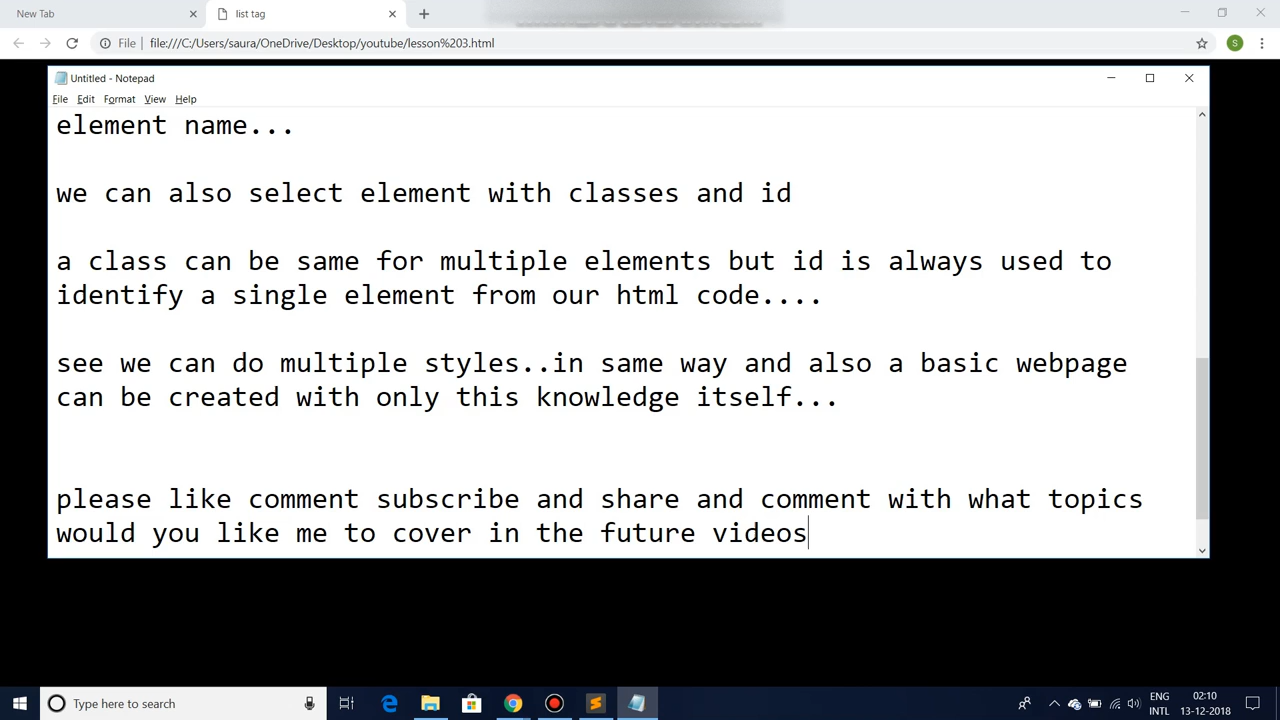 New Tab
list tag
File
file:///C:/Users/saura/OneDrive/Desktop/youtube/lesson%203.html
S
Untitled - Notepad
File Edit Format View Help
element name...
we can also select element with classes and id
a class can be same for multiple elements but id is always used to
identify a single element from our html code....
see we can do multiple styles..in same way and also a basic webpage
can be created with only this knowledge itself...
please like comment subscribe and share and comment with what topics
would you like me to cover in the future videos
Type here to search
ENG
INTL
02:10
13-12-2018